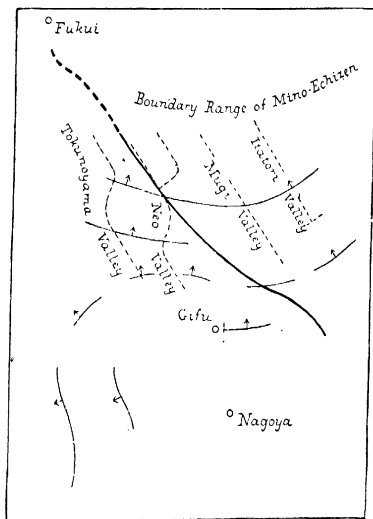 Fukui
Boundary Range of Mino-Echizen
Tokunoyama
Valley
Neo
Valley
Mugi
Valley
Itatori
Valley
Gifu
Nagoya